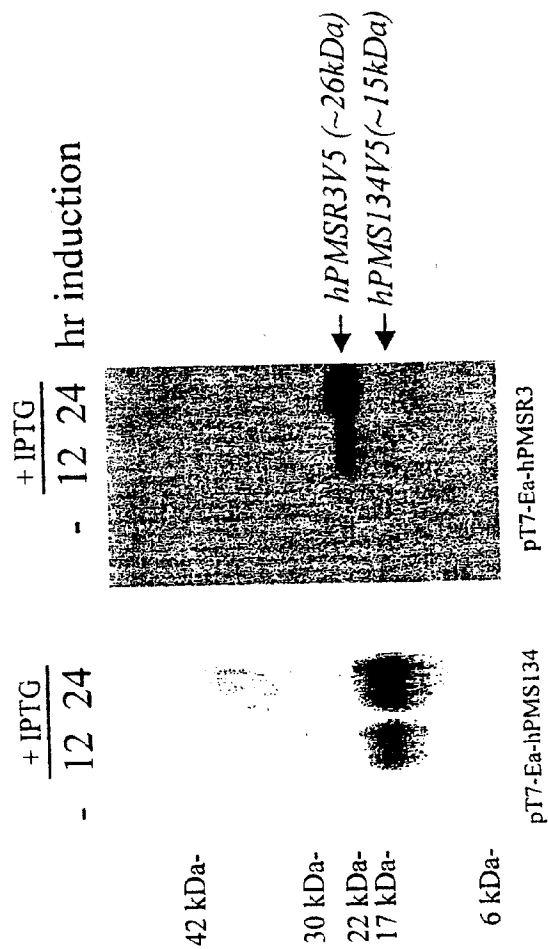 + IPTG
- 12 24
+ IPTG
- 12 24 hr induction
42 kDa-
30 kDa-
22 kDa-
17 kDa-
6 kDa-
hPMSR3V5 (~26kDa)
hPMS134V5(~15kDa)
pT7-Ea-hPMS134
pT7-Ea-hPMSR3